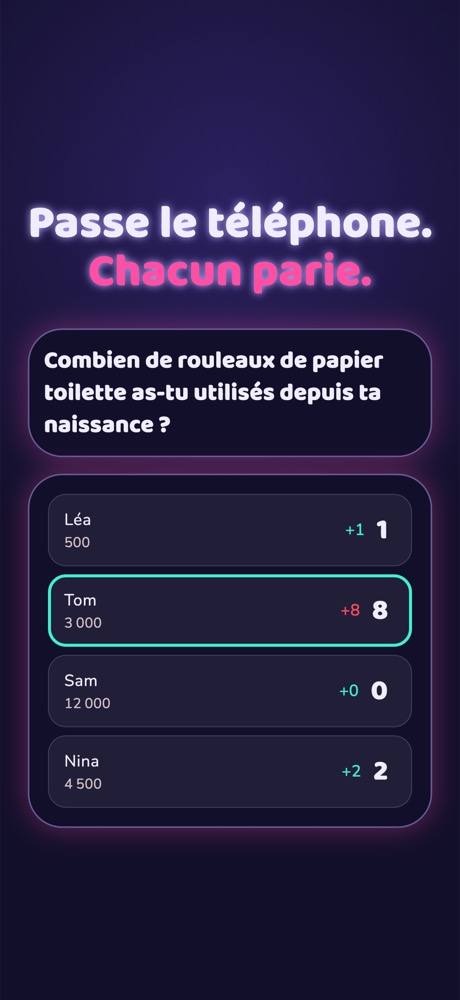 Passe le téléphone.
Chacun parie.
Combien de rouleaux de papier
toilette as-tu utilisés depuis ta
naissance ?
Léa
500
+1 1
Tom
3 000
+8 8
Sam
12 000
+0 0
Nina
4 500
+2 2